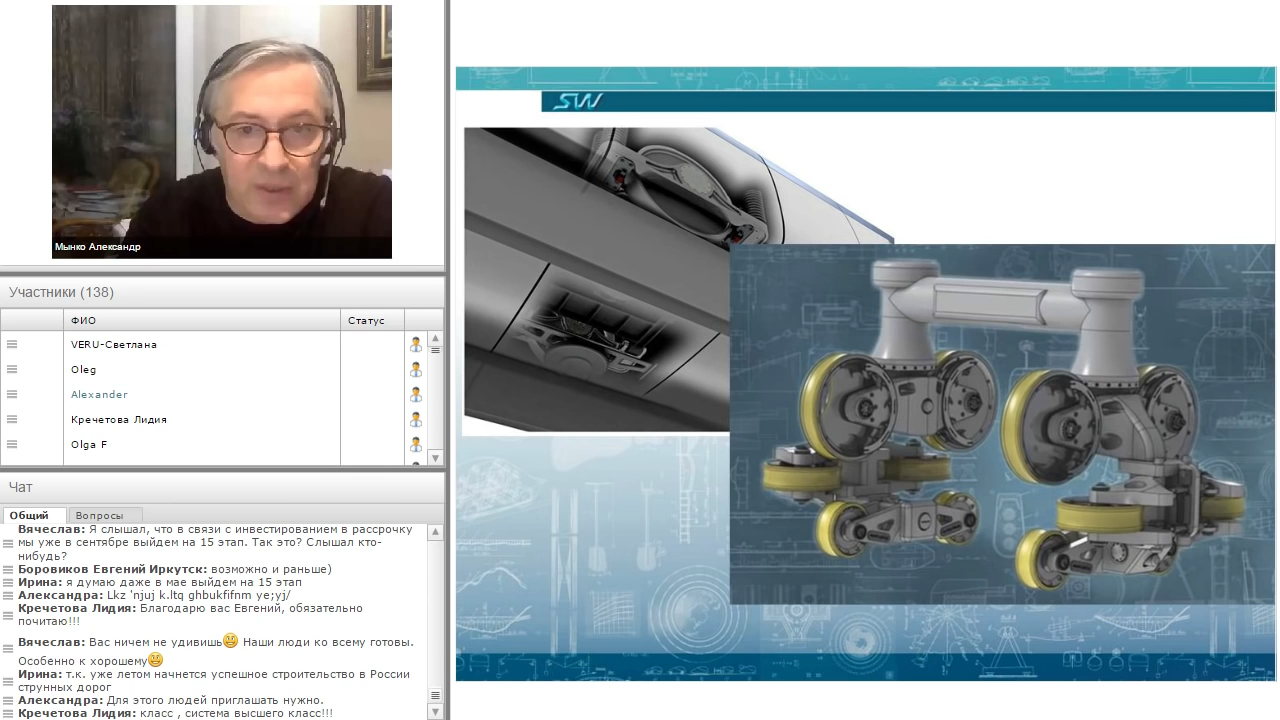 Мынко Александр
SW
Участники (138)
ФИО
Статус
VERU-Светлана
Oleg
Alexander
Кречетова Лидия
Olga F
Чат
Общий
Вопросы
Вячеслав: Я слышал, что в связи с инвестированием в рассрочку
мы уже в сентябре выйдем на 15 этап. Так это? Слышал кто-
нибудь?
Боровиков Евгений Иркутск: возможно и раньше)
Ирина: я думаю даже в мае выйдем на 15 этап
Александра: Lkz 'njuj k.ltq ghbukfifnm ye;yj/
Кречетова Лидия: Благодарю вас Евгений, обязательно
почитаю!!!
Вячеслав: Вас ничем не удивишь Наши люди ко всему готовы.
Особенно к хорошему
Ирина: т.к. уже летом начнется успешное строительство в России
струнных дорог
Александра: Для этого людей приглашать нужно.
Кречетова Лидия: класс , система высшего класс!!!